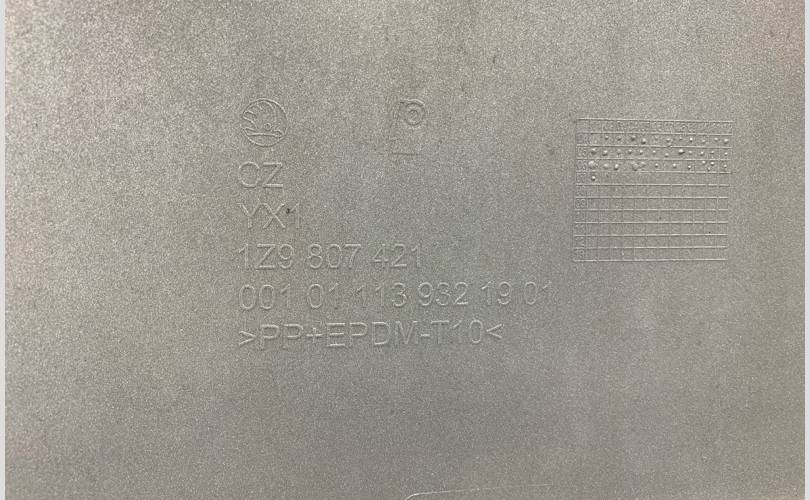 CZ
YX1
1Z9 807 421
001 01 113 932 19 01
>PP+EPDM-T10<